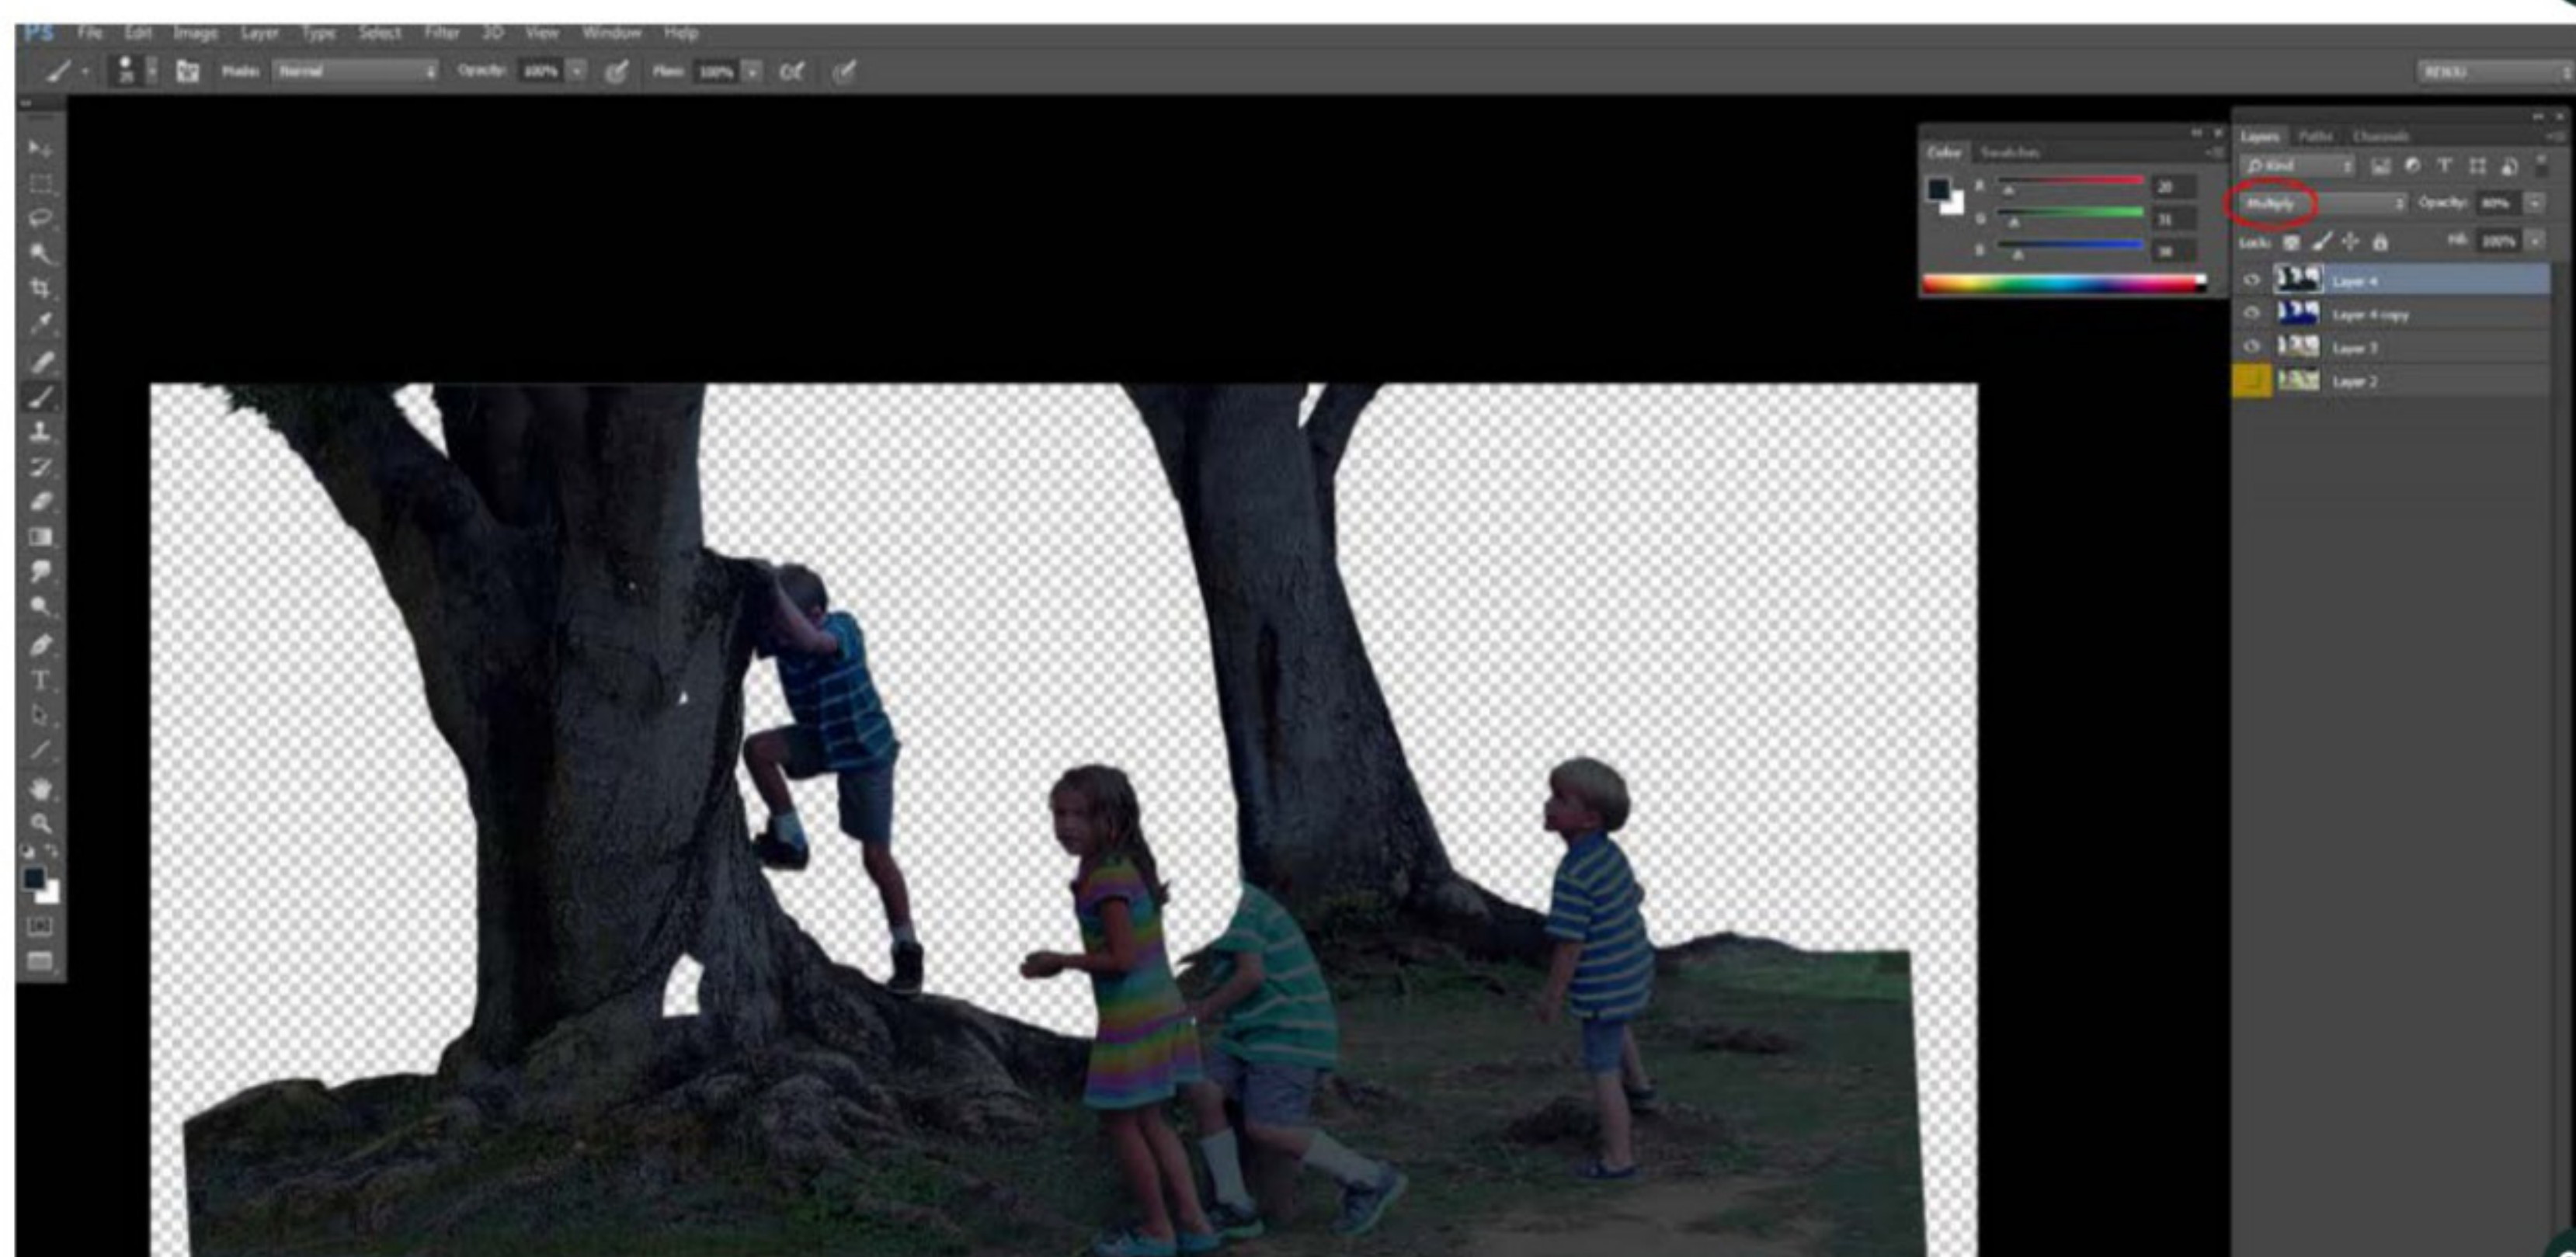 Ps File Edit Image Layer Type Select Filter 3D View Window Help
25 Mode: Normal Opacity: 100% Flow: 100%
Layers Paths Channels
Color Swatches
Kind
R 20
Multiply Opacity: 80%
G 31
Lock: Fill: 100%
B
Layer 4
Layer 4 copy
Layer 3
Layer 2
T